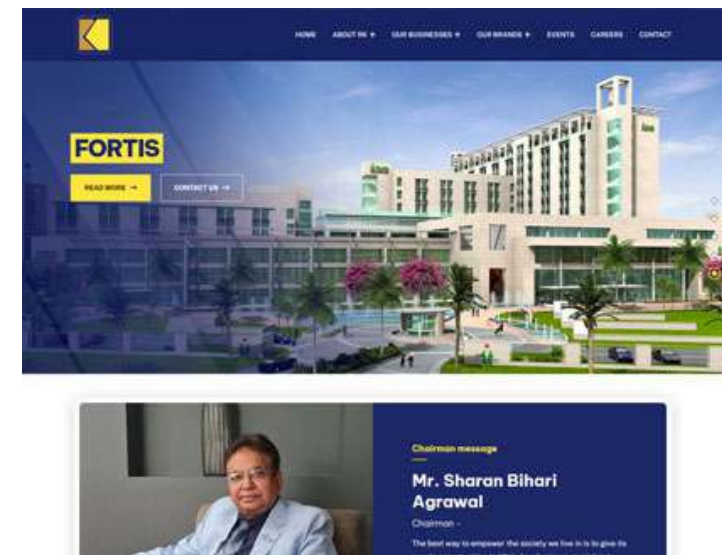 HOME ABOUT RK + OUR BUSINESSES + OUR BRANDS + EVENTS CAREERS CONTACT
FORTIS
READ MORE → CONTACT US →
Chairman message
Mr. Sharan Bihari
Agrawal
Chairman -
The best way to empower the society we live in is to give its